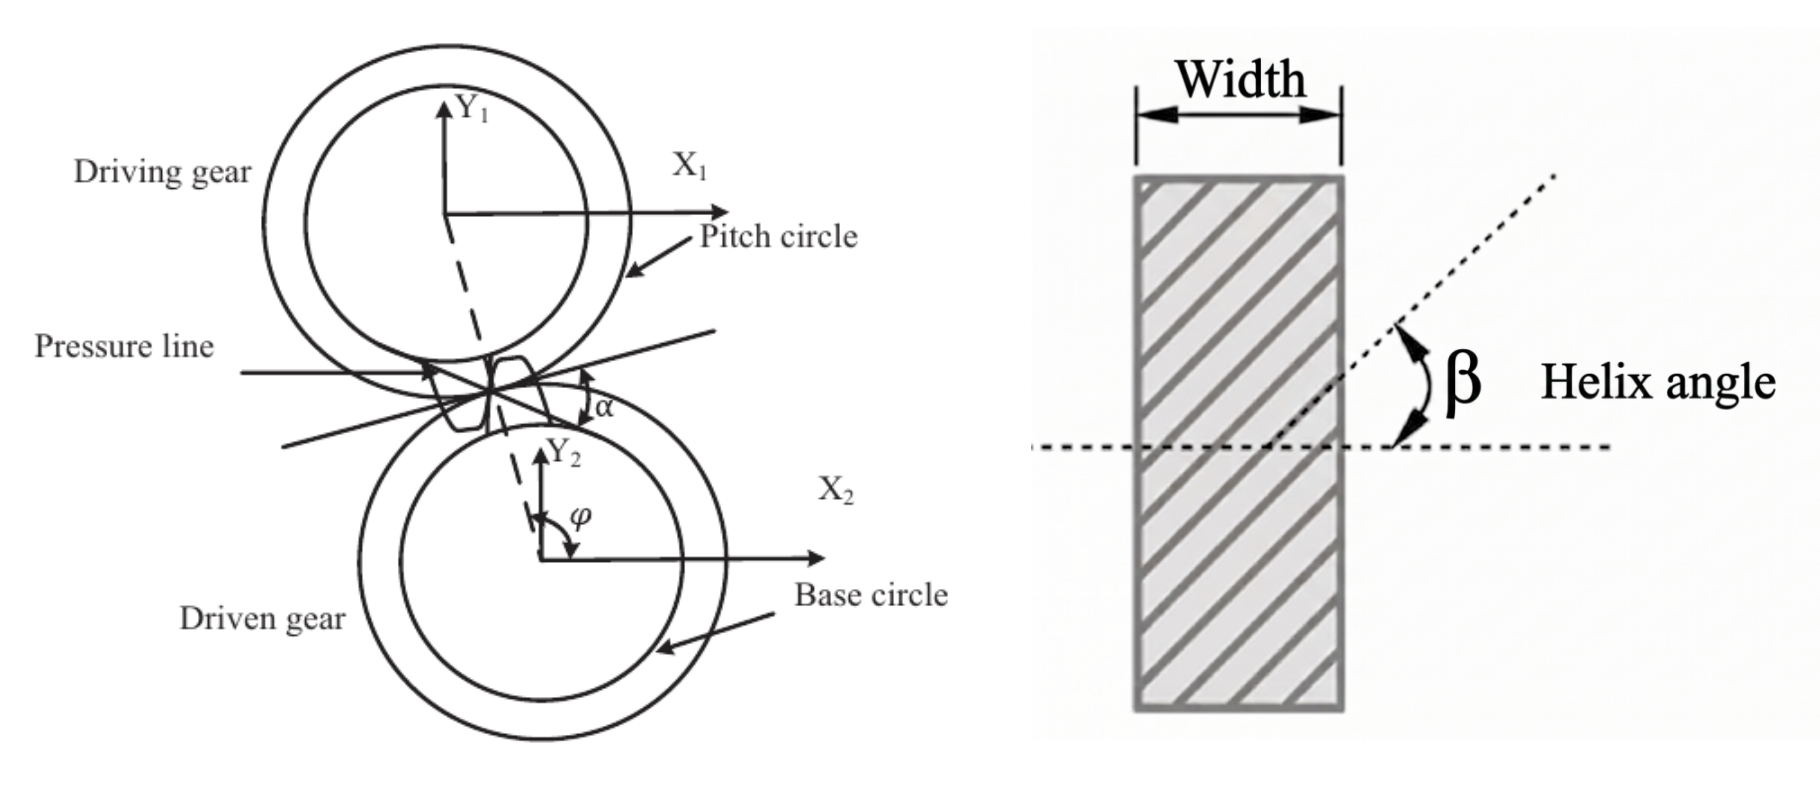 Y₁
Driving gear
X₁
Pitch circle
Pressure line
α
Y₂
X₂
φ
Base circle
Driven gear
Width
β
Helix angle